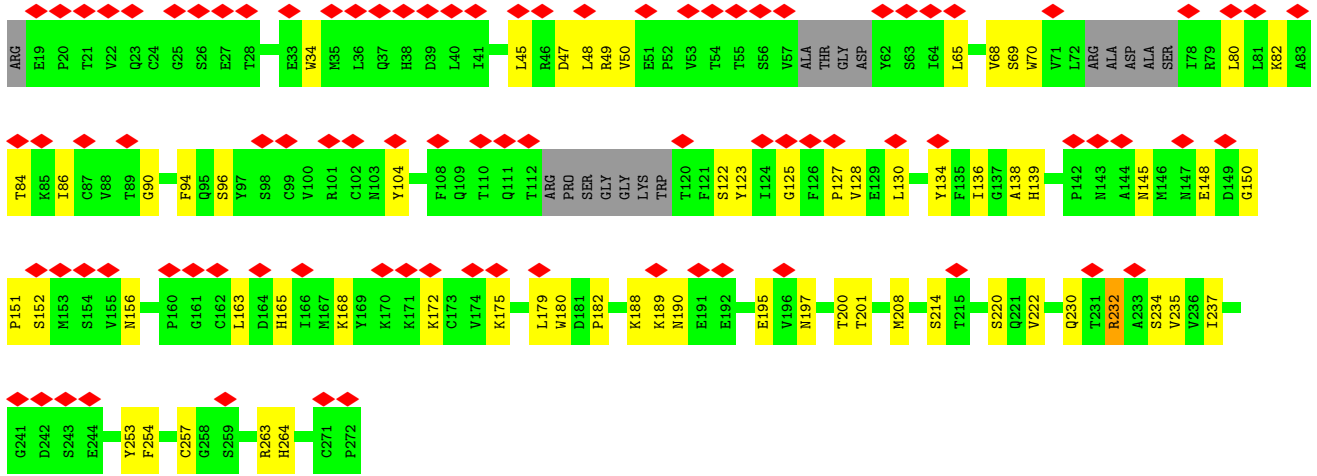 ARG E19 P20 T21 V22 Q23 C24 G25 S26 E27 T28 E33 W34 M35 L36 Q37 H38 D39 L40 I41 L45 R46 D47 L48 R49 V50 E51 P52 V53 T54 T55 S56 V57 ALA THR GLY ASP Y62 S63 I64 L65 V68 S69 W70 V71 L72 ARG ALA ASP ALA SER I78 R79 L80 L81 K82 A83
T84 K85 I86 C87 V88 T89 G90 F94 Q95 S96 Y97 S98 C99 V100 R101 C102 N103 Y104 F108 Q109 T110 Q111 T112 ARG PRO SER GLY GLY LYS TRP T120 F121 S122 Y123 I124 G125 F126 P127 V128 E129 L130 Y134 F135 I136 G137 A138 H139 P142 N143 A144 N145 M146 N147 E148 D149 G150
P151 S152 M153 S154 V155 N156 P160 G161 C162 L163 D164 H165 I166 M167 K168 Y169 K170 K171 K172 C173 V174 K175 L179 W180 D181 P182 K188 K189 N190 E191 E192 E195 V196 N197 T200 T201 M208 S214 T215 S220 Q221 V222 Q230 T231 R232 A233 S234 V235 V236 I237
G241 D242 S243 E244 Y253 F254 C257 G258 S259 R263 H264 C271 P272